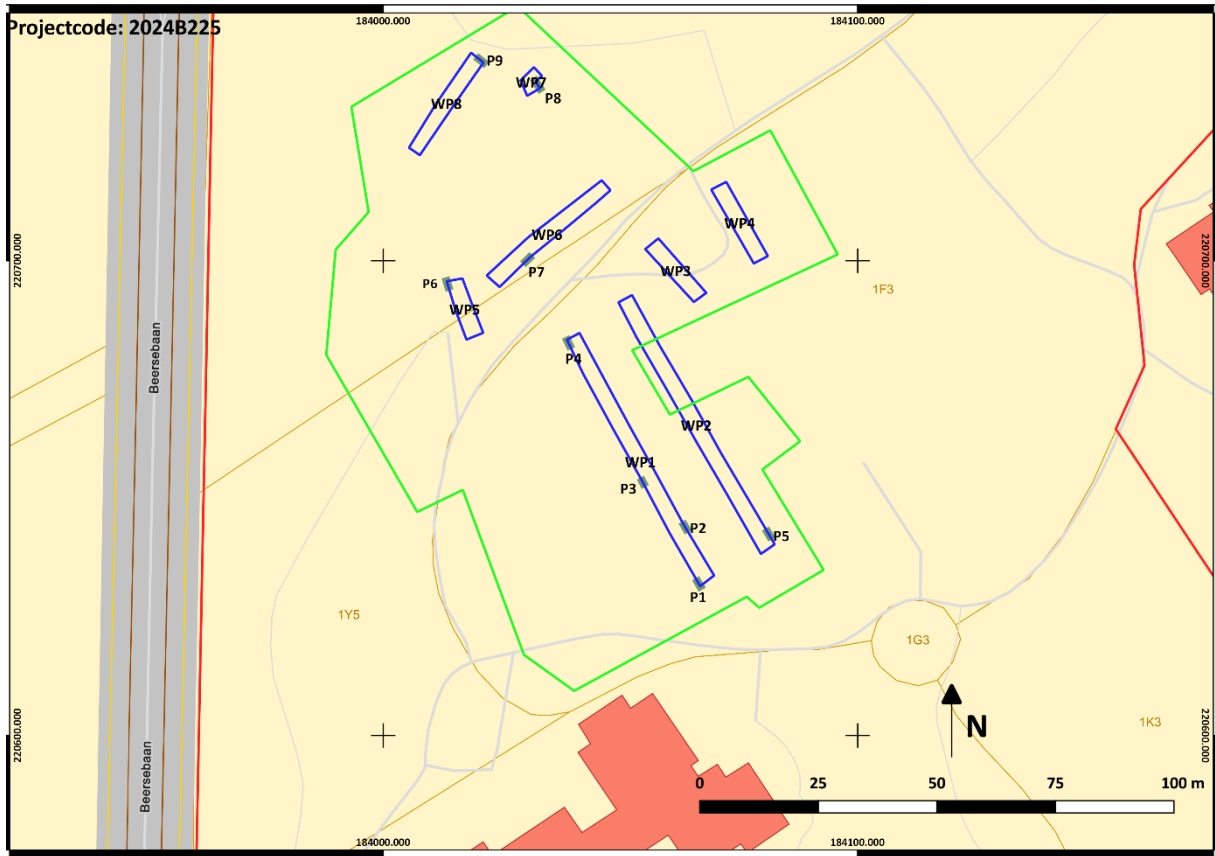 184000.000
184100.000
Projectcode: 2024B225
P9
WP7
P8
WP8
WP4
WP6
220700.000
220700.000
P7
WP3
P6
1F3
WP5
P4
Beersebaan
WP2
WP1
P3
P2
P5
P1
1Y5
1G3
N
1K3
220600.000
220600.000
Beersebaan
0
25
50
75
100 m
184000.000
184100.000